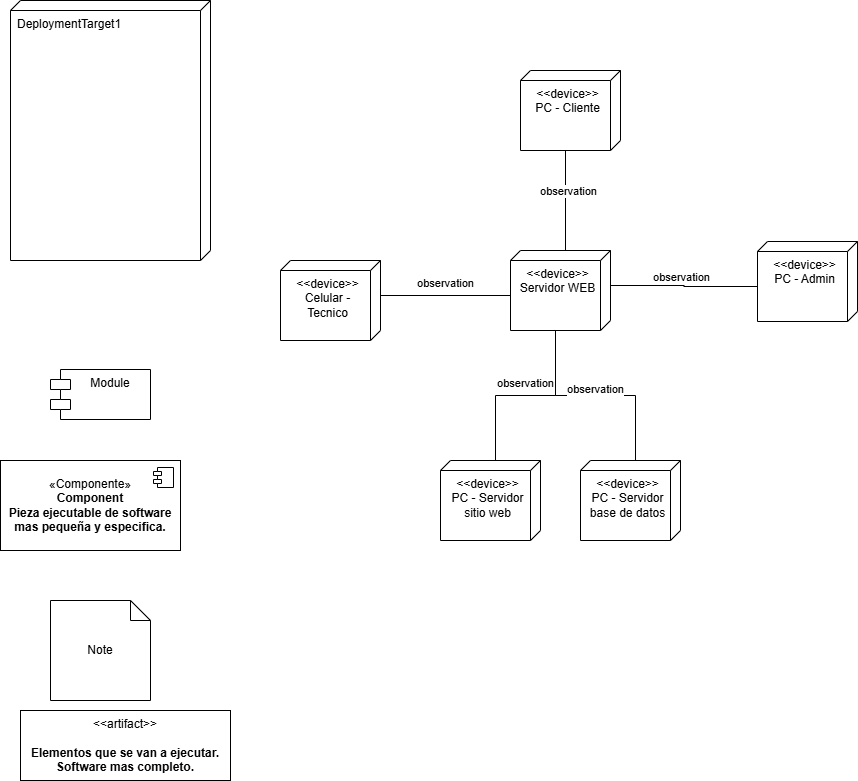 DeploymentTarget1
<<device>>
PC - Cliente
observation
<<device>>
Celular -
Tecnico
observation
<<device>>
Servidor WEB
observation
<<device>>
PC - Admin
observation
observation
<<device>>
PC - Servidor
sitio web
<<device>>
PC - Servidor
base de datos
Module
«Componente»
Component
Pieza ejecutable de software
mas pequeña y especifica.
Note
<<artifact>>
Elementos que se van a ejecutar.
Software mas completo.